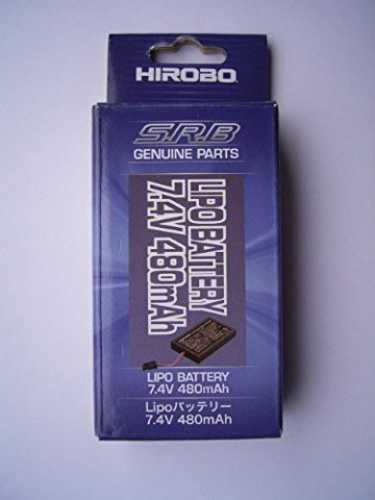 HIROBO
S.R.B
GENUINE PARTS
LIPO BATTERY
7.4V 480mAh
LIPO BATTERY
7.4V 480mAh
Lipoバッテリー
7.4V 480mAh